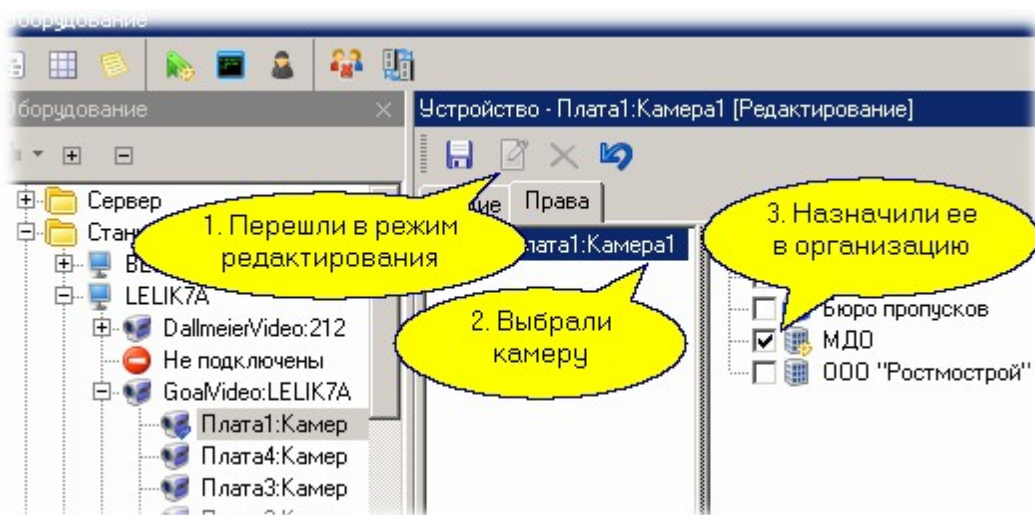 Оборудование
Оборудование
Устройство - Плата1:Камера1 [Редактирование]
Права
1. Перешли в режим
редактирования
3. Назначили ее
в организацию
2. Выбрали
камеру
Сервер
LELIK7A
DallmeierVideo:212
Не подключены
GoalVideo:LELIK7A
Плата1:Камер
Плата4:Камер
Плата3:Камер
Плата1:Камера1
Бюро пропусков
МДО
ООО "Ростмострой"